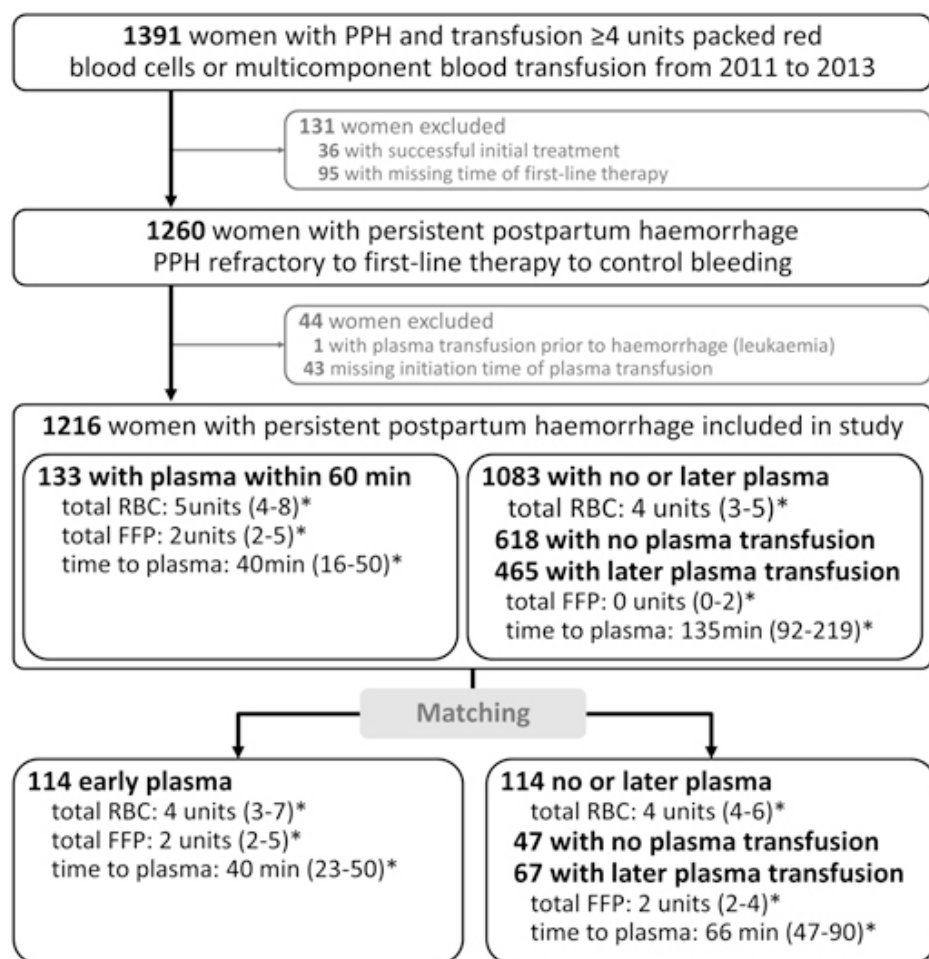 1391 women with PPH and transfusion ≥4 units packed red
blood cells or multicomponent blood transfusion from 2011 to 2013
131 women excluded
36 with successful initial treatment
95 with missing time of first-line therapy
1260 women with persistent postpartum haemorrhage
PPH refractory to first-line therapy to control bleeding
44 women excluded
1 with plasma transfusion prior to haemorrhage (leukaemia)
43 missing initiation time of plasma transfusion
1216 women with persistent postpartum haemorrhage included in study
133 with plasma within 60 min
total RBC: 5units (4-8)*
total FFP: 2units (2-5)*
time to plasma: 40min (16-50)*
1083 with no or later plasma
total RBC: 4 units (3-5)*
618 with no plasma transfusion
465 with later plasma transfusion
total FFP: 0 units (0-2)*
time to plasma: 135min (92-219)*
Matching
114 early plasma
total RBC: 4 units (3-7)*
total FFP: 2 units (2-5)*
time to plasma: 40 min (23-50)*
114 no or later plasma
total RBC: 4 units (4-6)*
47 with no plasma transfusion
67 with later plasma transfusion
total FFP: 2 units (2-4)*
time to plasma: 66 min (47-90)*